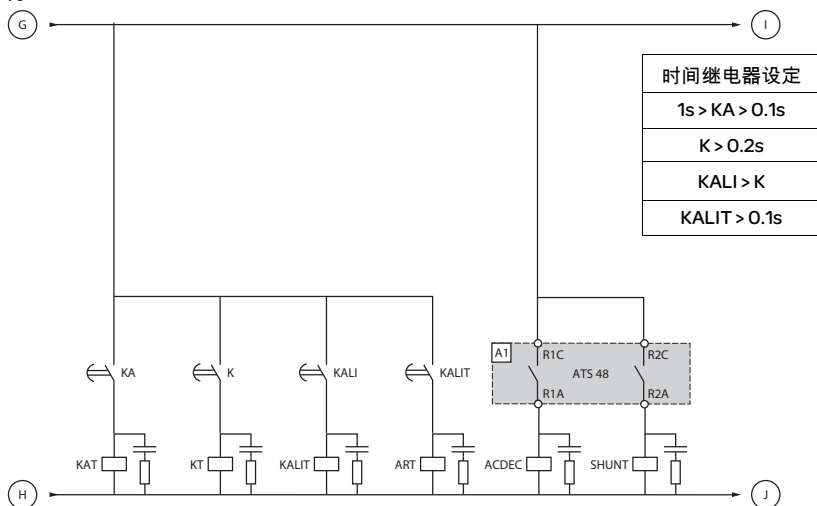 G
I
时间继电器设定
1s > KA > 0.1s
K > 0.2s
KALI > K
KALIT > 0.1s
A1
R1C
R2C
KA
K
KALI
KALIT
ATS 48
R1A
R2A
KAT
KT
KALIT
ART
ACDEC
SHUNT
H
J